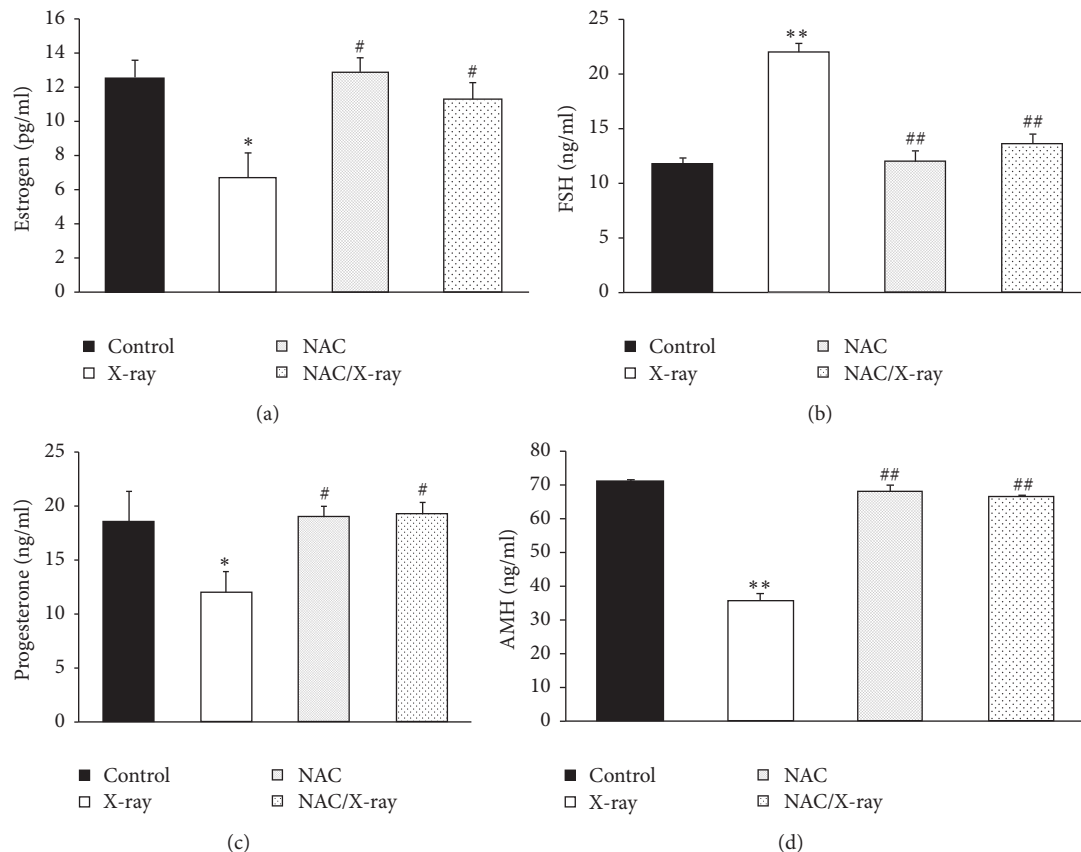 16
14
12
10
8
6
4
2
0
Estrogen (pg/ml)
*
#
#
Control
NAC
X-ray
NAC/X-ray
(a)
25
20
15
10
5
0
FSH (ng/ml)
**
##
##
Control
NAC
X-ray
NAC/X-ray
(b)
25
20
15
10
5
0
Progesterone (ng/ml)
*
#
#
Control
NAC
X-ray
NAC/X-ray
(c)
80
70
60
50
40
30
20
10
0
AMH (ng/ml)
**
##
##
Control
NAC
X-ray
NAC/X-ray
(d)